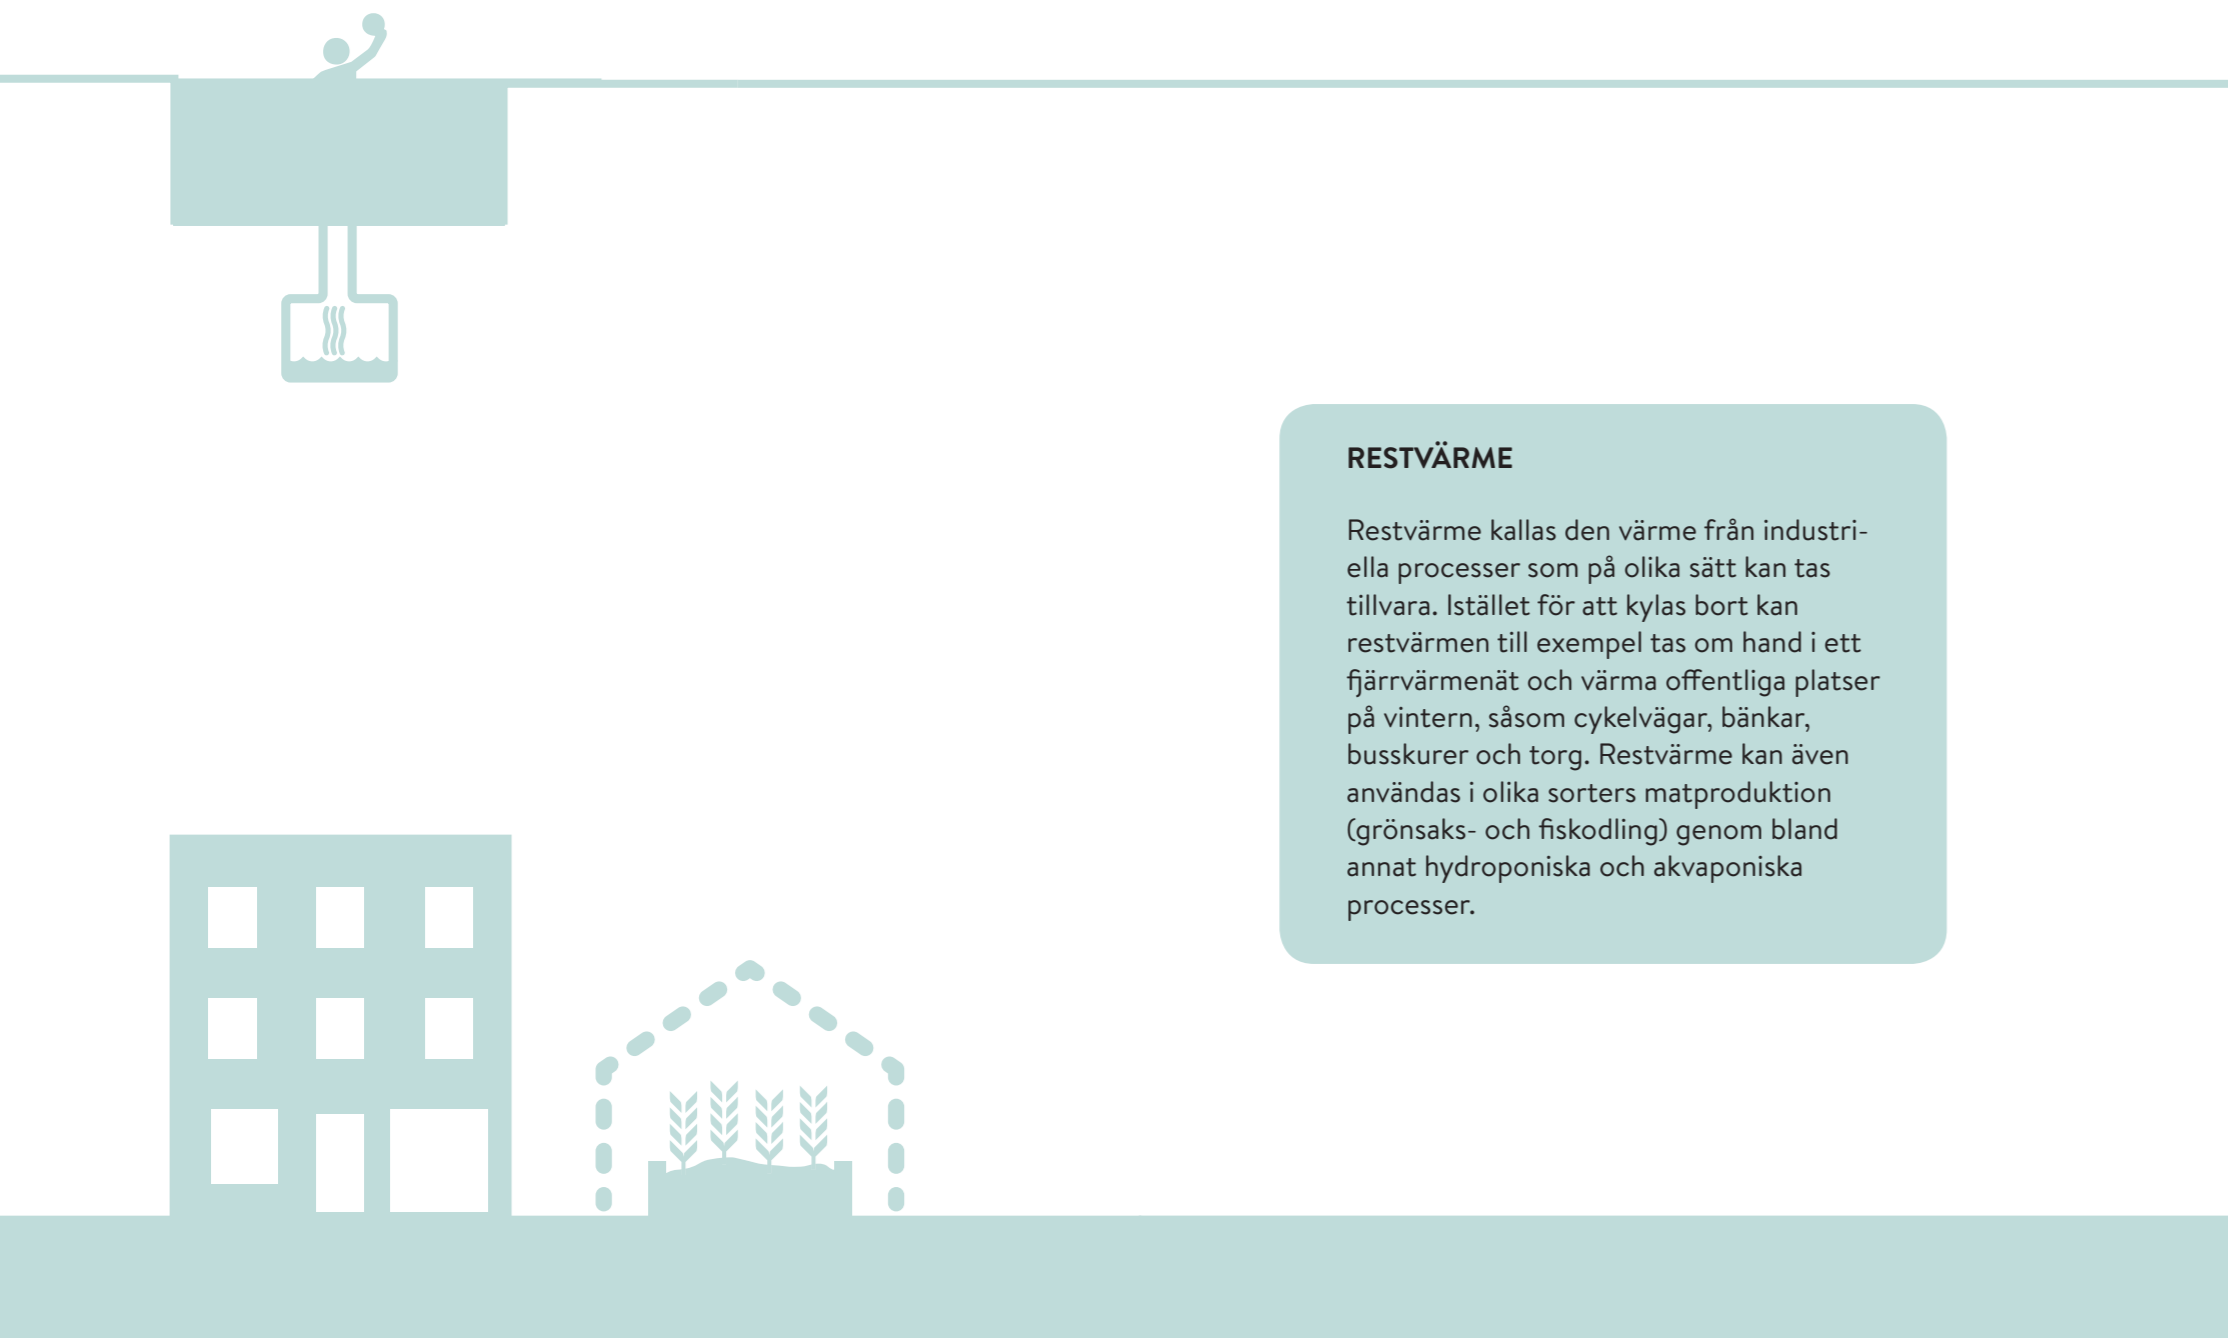 RESTVÄRME
Restvärme kallas den värme från industri-
ella processer som på olika sätt kan tas
tillvara. Istället för att kylas bort kan
restvärmen till exempel tas om hand i ett
fjärrvärmenät och värma offentliga platser
på vintern, såsom cykelvägar, bänkar,
busskurer och torg. Restvärme kan även
användas i olika sorters matproduktion
(grönsaks- och fiskodling) genom bland
annat hydroponiska och akvaponiska
processer.